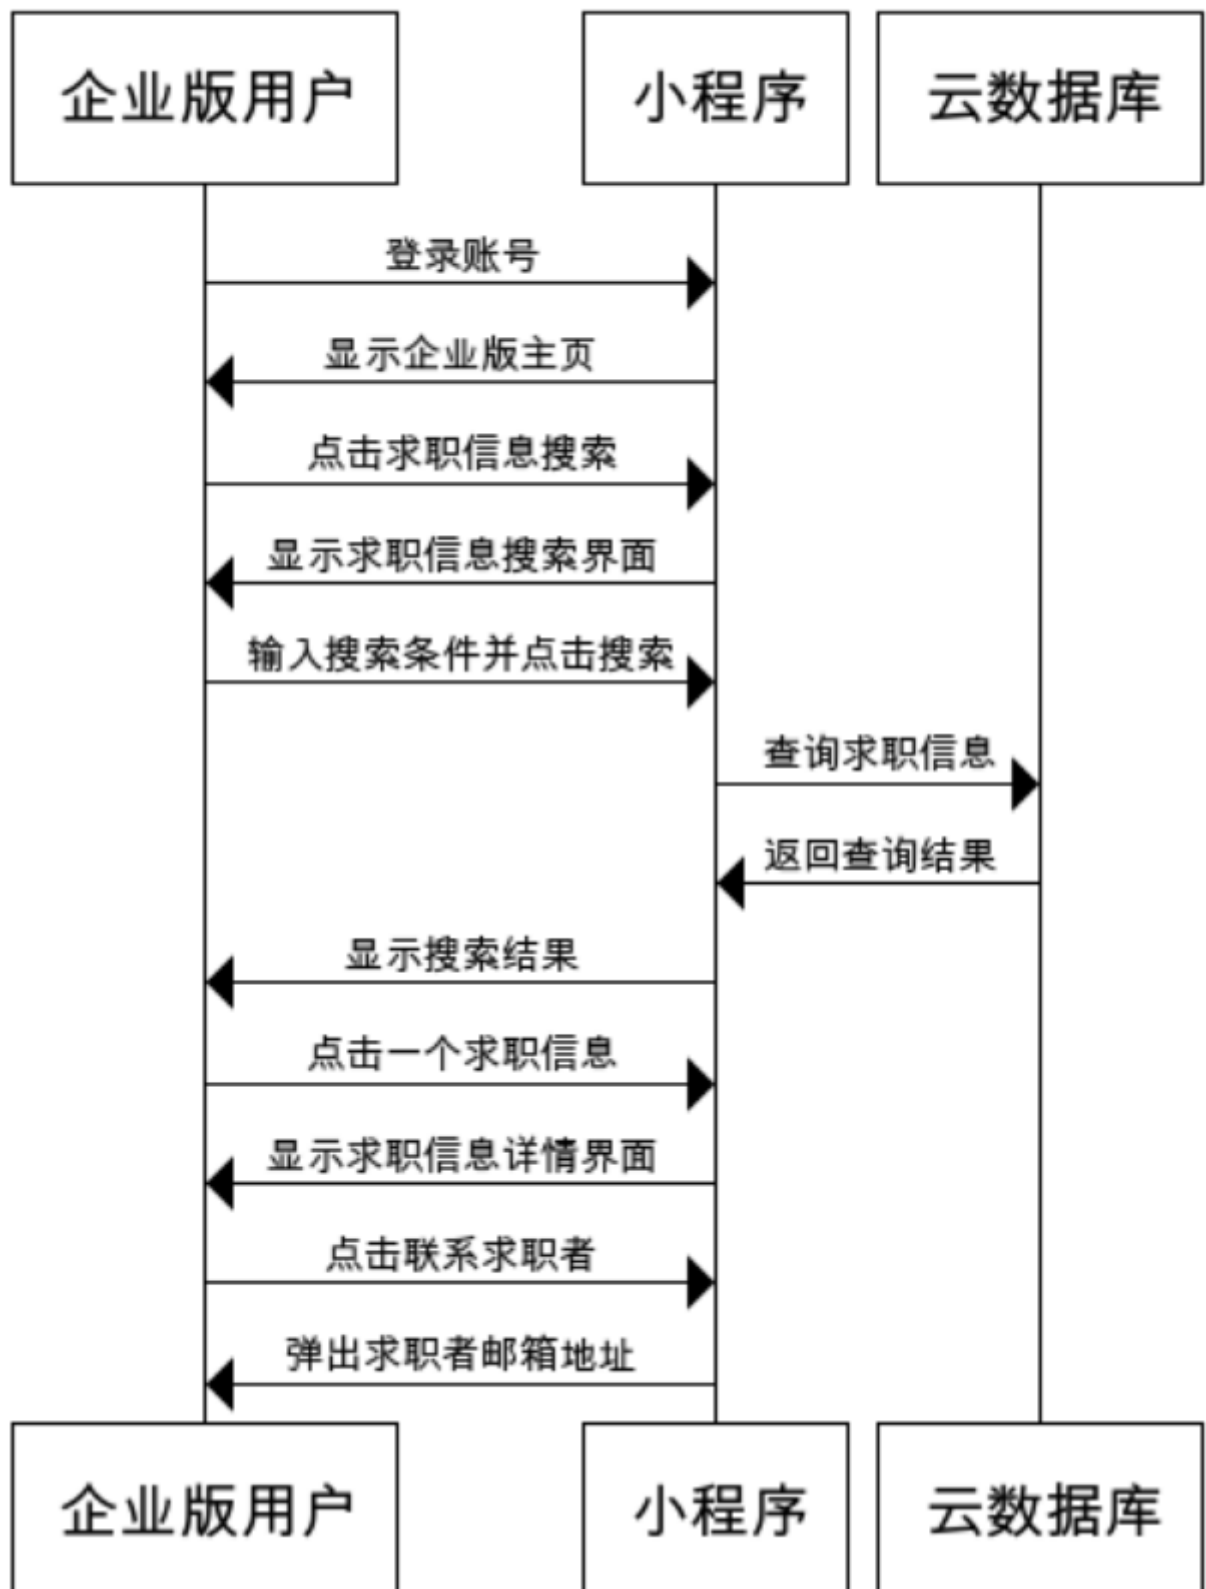 企业版用户 小程序 云数据库
登录账号
显示企业版主页
点击求职信息搜索
显示求职信息搜索界面
输入搜索条件并点击搜索
查询求职信息
返回查询结果
显示搜索结果
点击一个求职信息
显示求职信息详情界面
点击联系求职者
弹出求职者邮箱地址
企业版用户 小程序 云数据库